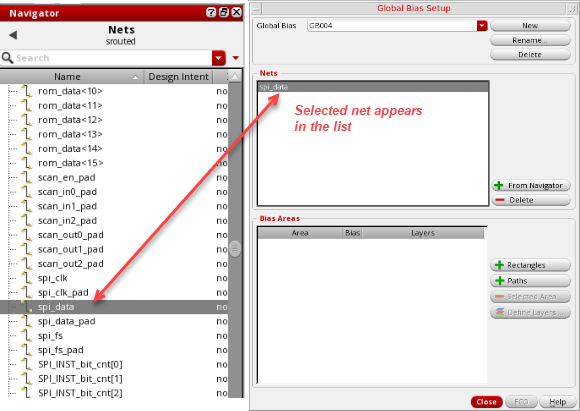 Navigator
Nets
srouted
Search
Name Design Intent
rom_data<10> no
rom_data<11> no
rom_data<12> no
rom_data<13> no
rom_data<14> no
rom_data<15> no
scan_en_pad no
scan_in0_pad no
scan_in1_pad no
scan_in2_pad no
scan_out0_pad no
scan_out1_pad no
scan_out2_pad no
spi_clk no
spi_clk_pad no
spi_data no
spi_data_pad no
spi_fs no
spi_fs_pad no
SPI_INST_bit_cnt[0] no
SPI_INST_bit_cnt[1] no
SPI_INST_bit_cnt[2] no
Global Bias Setup
Global Bias GB004 New
Rename...
Delete
Nets
spi_data
Selected net appears
in the list
From Navigator
Delete
Bias Areas
Area Bias Layers
Rectangles
Paths
Selected Area...
Define Layers...
Close ECO Help